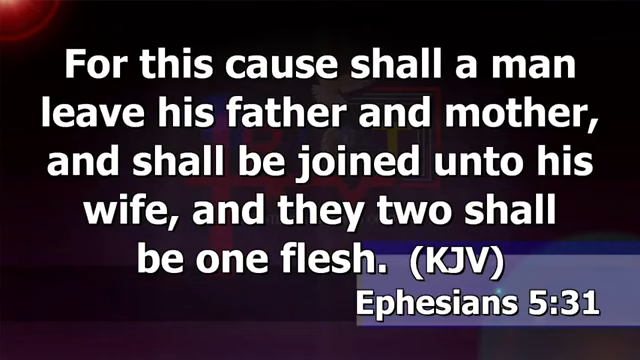 For this cause shall a man
leave his father and mother,
and shall be joined unto his
wife, and they two shall
be one flesh. (KJV)
Ephesians 5:31